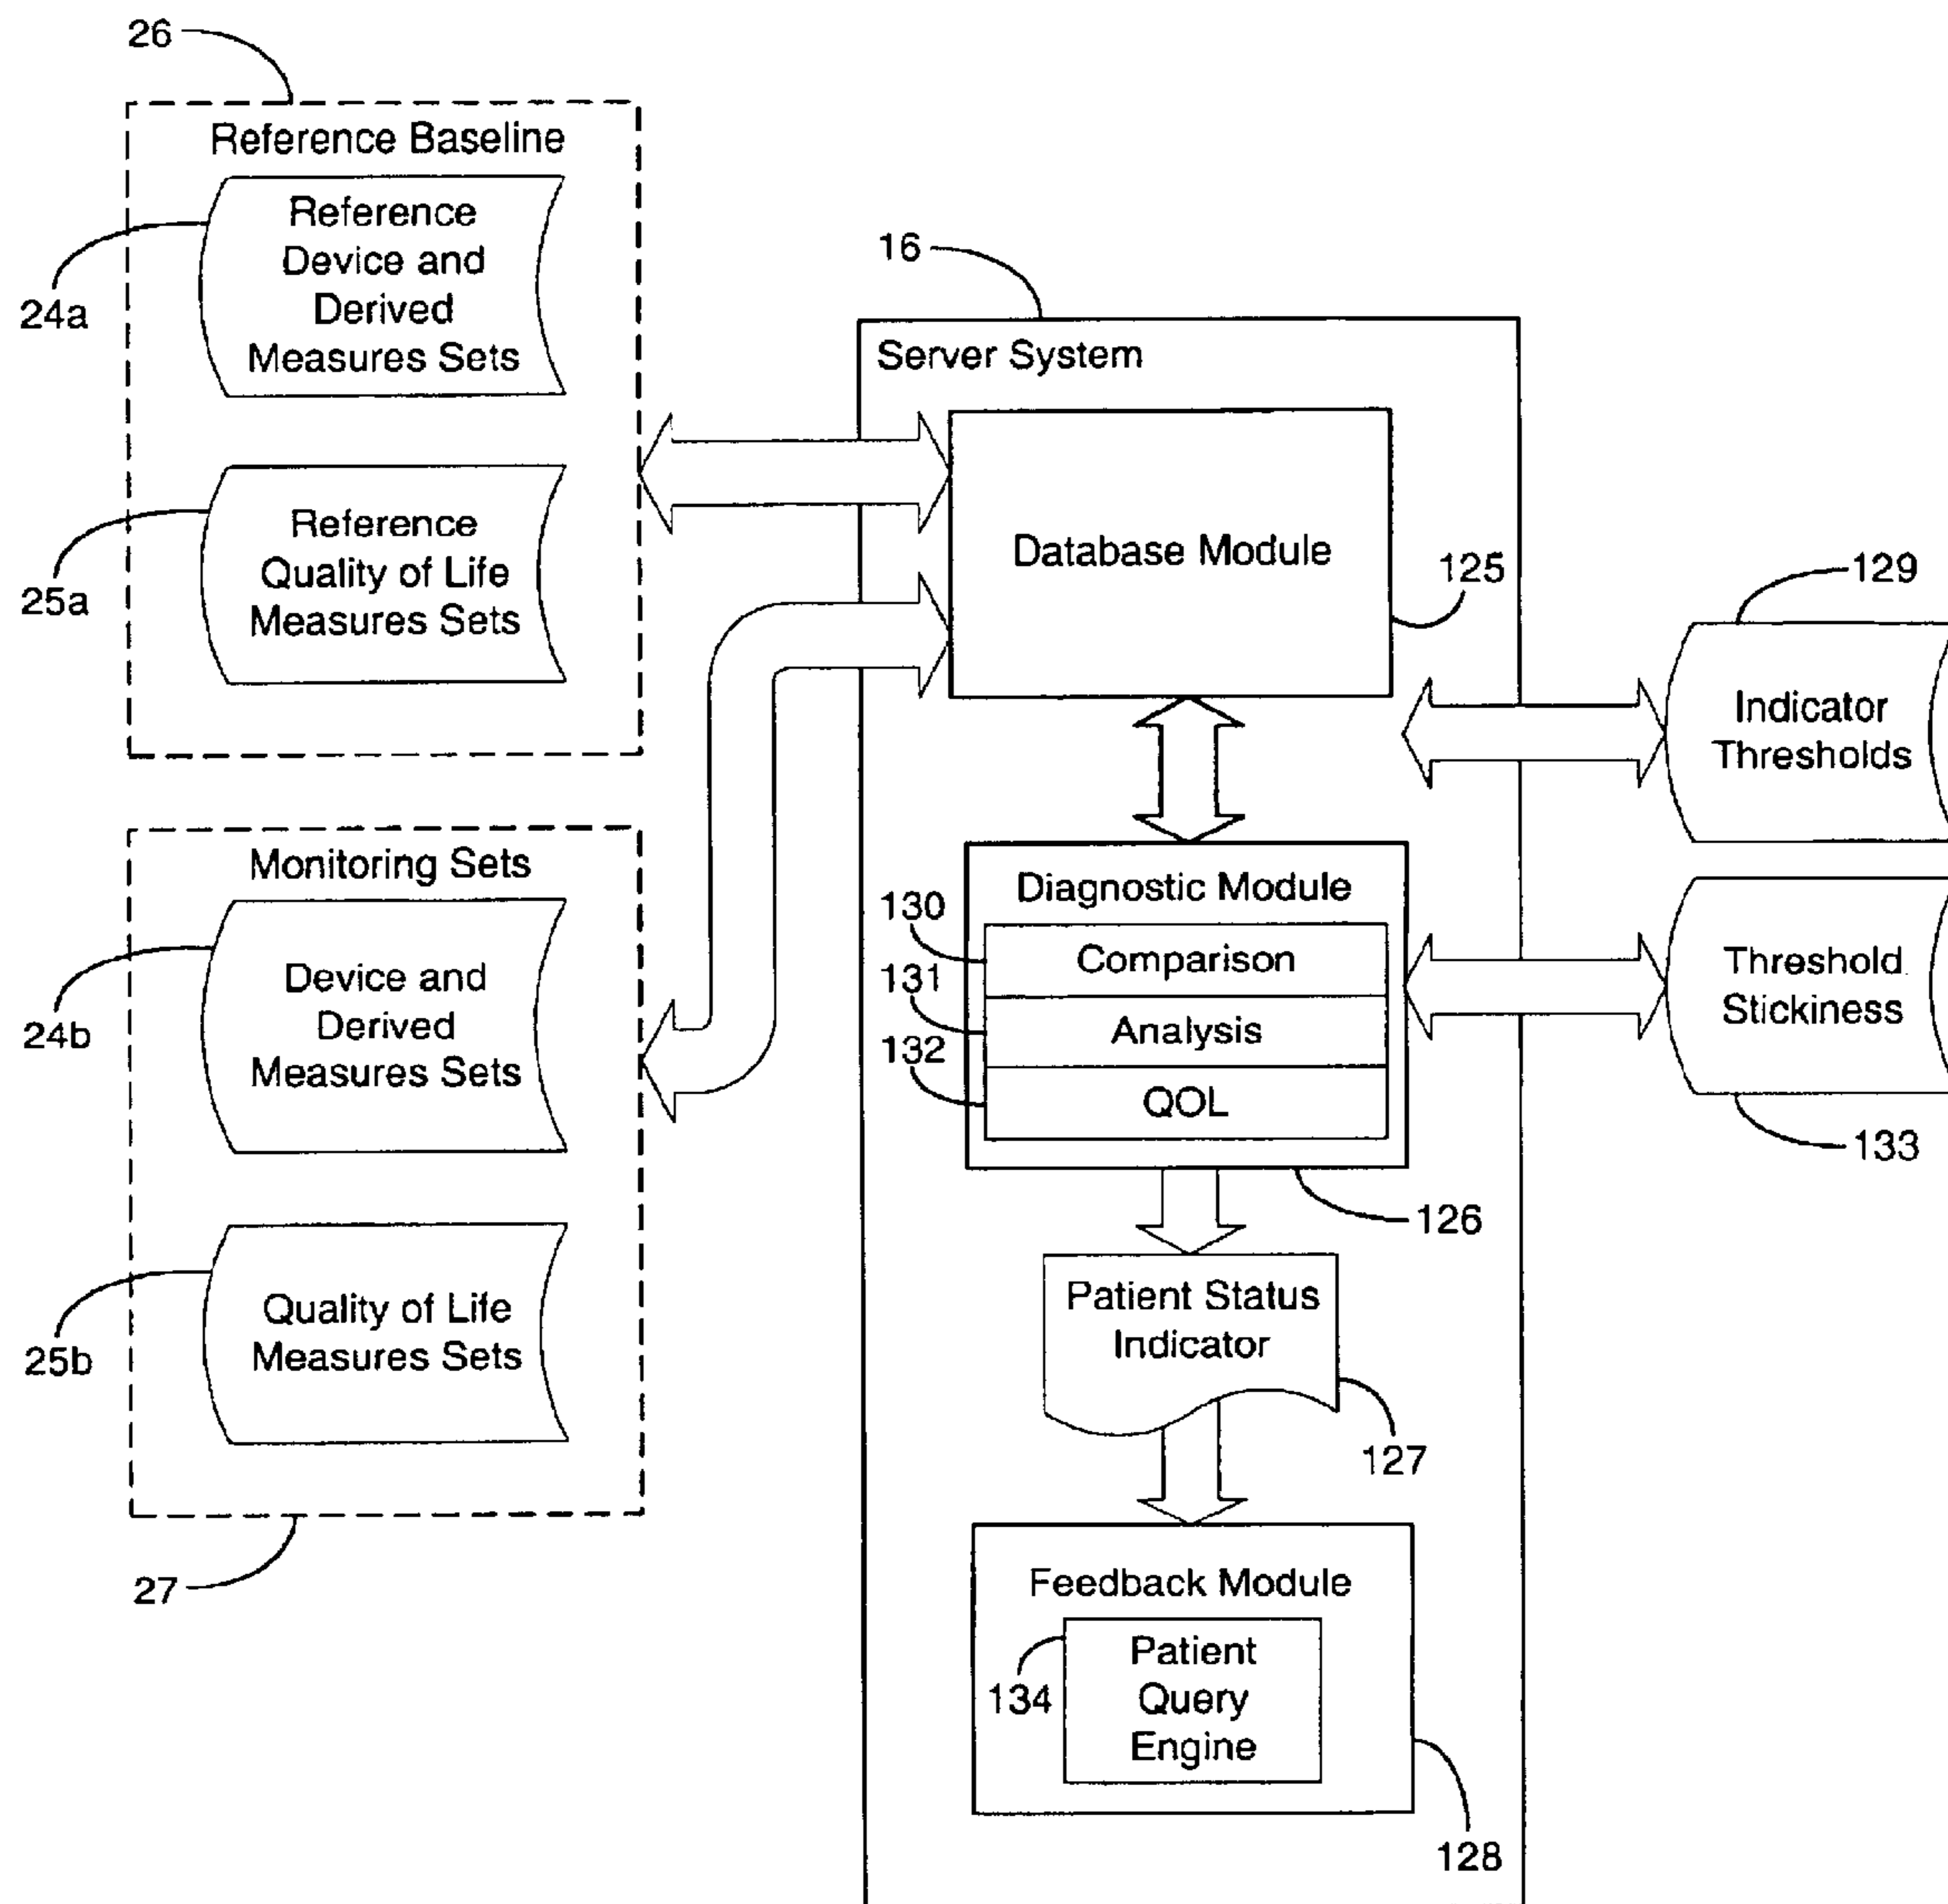 26
Reference Baseline
Reference
Device and
Derived
Measures Sets
24a
Reference
Quality of Life
Measures Sets
25a
Monitoring Sets
Device and
Derived
Measures Sets
24b
Quality of Life
Measures Sets
25b
27
16
Server System
Database Module
125
Diagnostic Module
130
Comparison
131
Analysis
132
QOL
126
Patient Status
Indicator
127
Feedback Module
Patient
Query
Engine
134
128
129
Indicator
Thresholds
Threshold
Stickiness
133